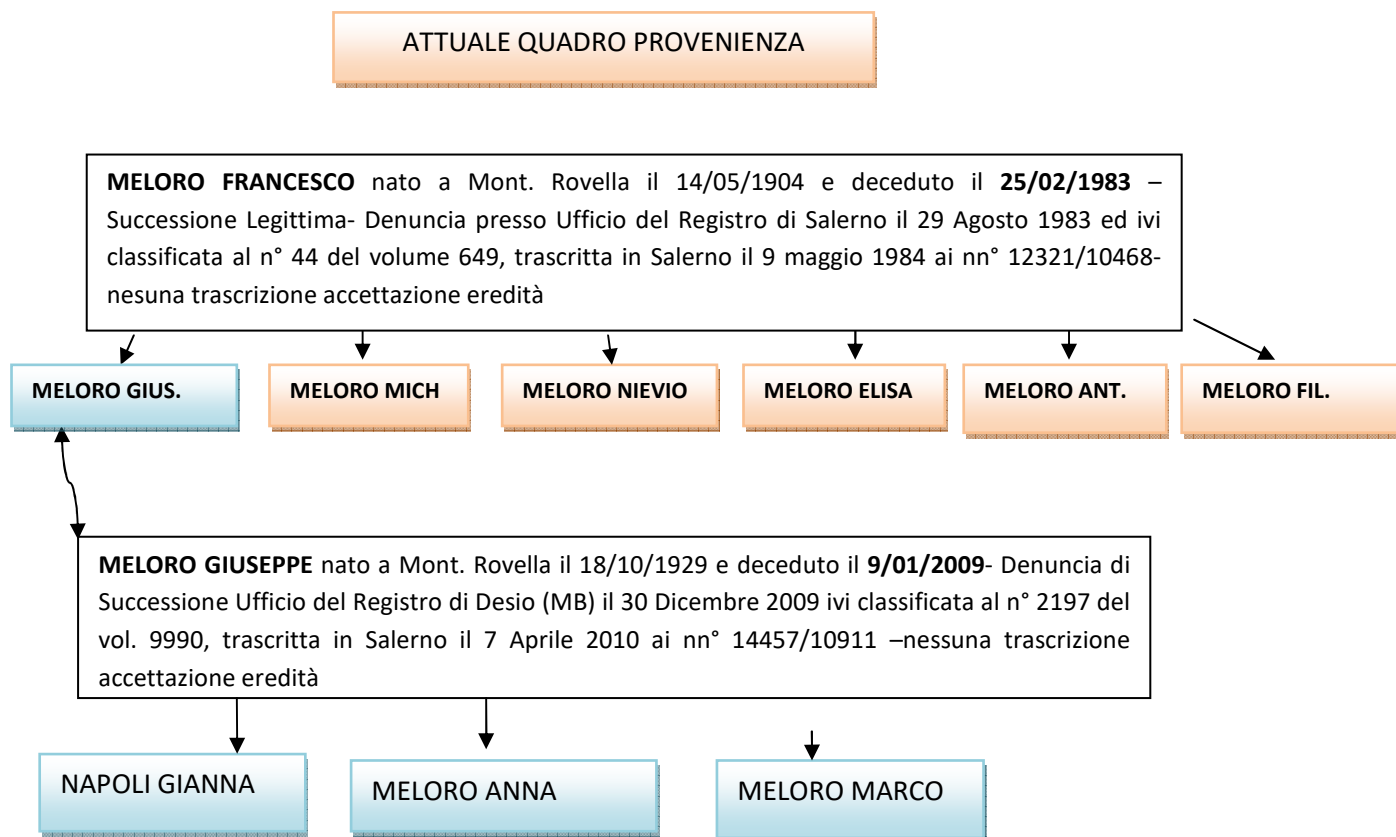 ATTUALE QUADRO PROVENIENZA
MELORO FRANCESCO nato a Mont. Rovella il 14/05/1904 e deceduto il 25/02/1983 –
Successione Legittima- Denuncia presso Ufficio del Registro di Salerno il 29 Agosto 1983 ed ivi
classificata al n° 44 del volume 649, trascritta in Salerno il 9 maggio 1984 ai nn° 12321/10468-
nesuna trascrizione accettazione eredità
MELORO GIUS.
MELORO MICH
MELORO NIEVIO
MELORO ELISA
MELORO ANT.
MELORO FIL.
MELORO GIUSEPPE nato a Mont. Rovella il 18/10/1929 e deceduto il 9/01/2009- Denuncia di
Successione Ufficio del Registro di Desio (MB) il 30 Dicembre 2009 ivi classificata al n° 2197 del
vol. 9990, trascritta in Salerno il 7 Aprile 2010 ai nn° 14457/10911 –nessuna trascrizione
accettazione eredità
NAPOLI GIANNA
MELORO ANNA
MELORO MARCO